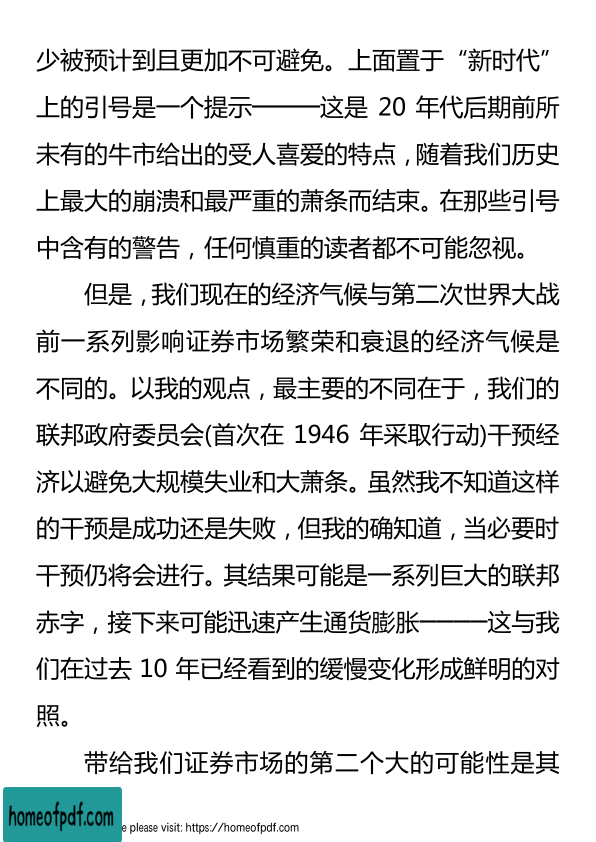 少被预计到且更加不可避免。上面置于“新时代”
上的引号是一个提示———这是 20 年代后期前所
未有的牛市给出的受人喜爱的特点，随着我们历史
上最大的崩溃和最严重的萧条而结束。在那些引号
中含有的警告，任何慎重的读者都不可能忽视。
但是，我们现在的经济气候与第二次世界大战
前一系列影响证券市场繁荣和衰退的经济气候是
不同的。以我的观点，最主要的不同在于，我们的
联邦政府委员会(首次在 1946 年采取行动)干预经
济以避免大规模失业和大萧条。虽然我不知道这样
的干预是成功还是失败，但我的确知道，当必要时
干预仍将会进行。其结果可能是一系列巨大的联邦
赤字，接下来可能迅速产生通货膨胀———这与我
们在过去 10 年已经看到的缓慢变化形成鲜明的对
照。
带给我们证券市场的第二个大的可能性是其
homeofpdf.com
e please visit: https://homeofpdf.com